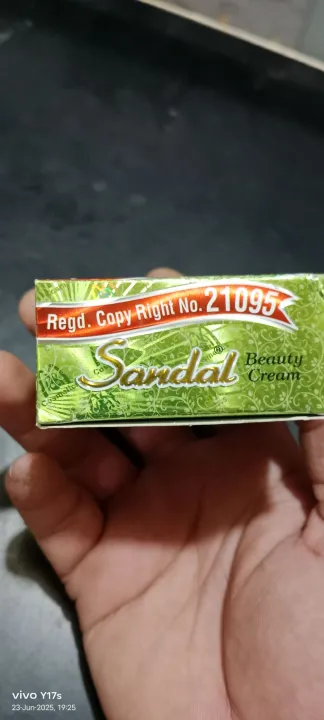 Regd. Copy Right No. 21095
Sandal® Beauty
Cream
vivo Y17s
23-Jun-2025, 19:25